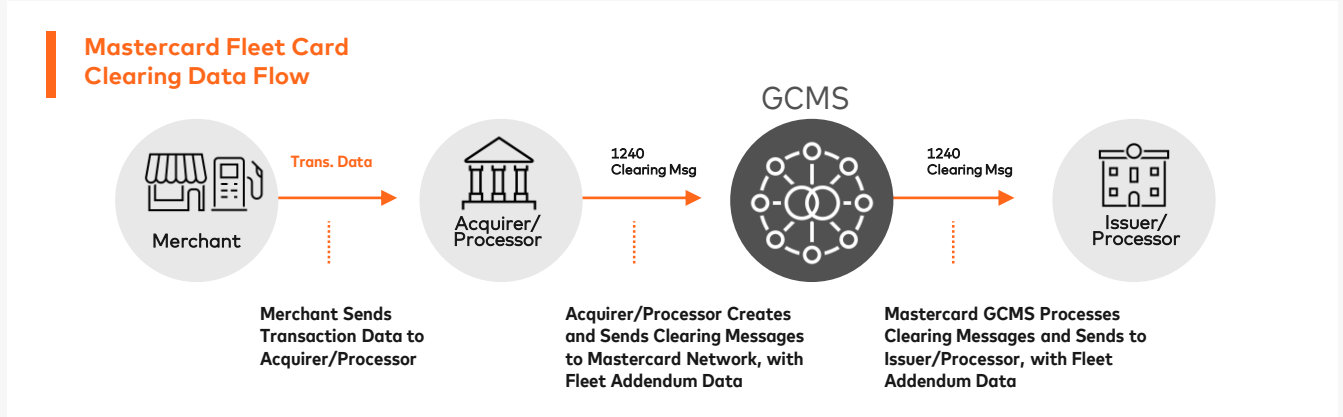 Mastercard Fleet Card
Clearing Data Flow
GCMS
Merchant
Trans. Data
Acquirer/
Processor
1240
Clearing Msg
1240
Clearing Msg
Issuer/
Processor
Merchant Sends
Transaction Data to
Acquirer/Processor
Acquirer/Processor Creates
and Sends Clearing Messages
to Mastercard Network, with
Fleet Addendum Data
Mastercard GCMS Processes
Clearing Messages and Sends to
Issuer/Processor, with Fleet
Addendum Data